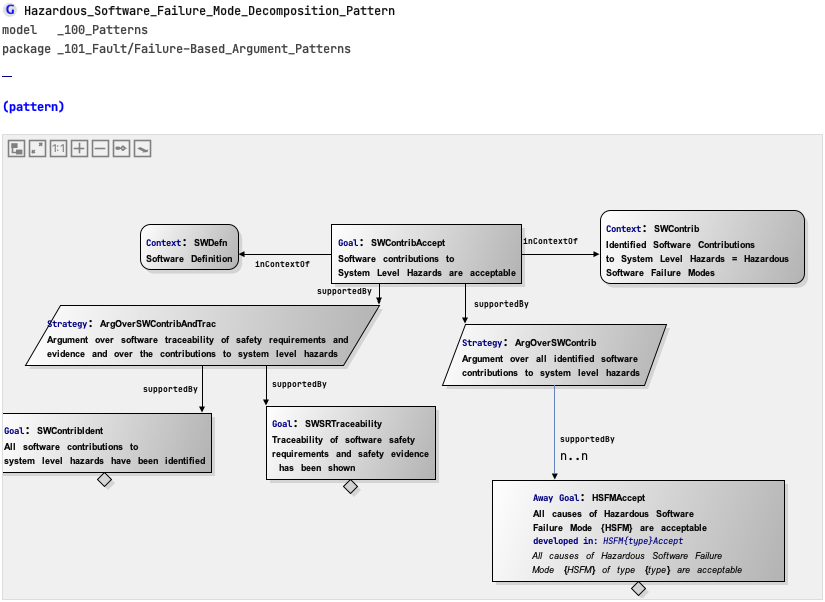 G Hazardous_Software_Failure_Mode_Decomposition_Pattern
model _100_Patterns
package _101_Fault/Failure-Based_Argument_Patterns
(pattern)
1:1
Context: SWDefn
Software Definition
inContextOf
Goal: SWContribAccept
Software contributions to
System Level Hazards are acceptable
inContextOf
Context: SWContrib
Identified Software Contributions
to System Level Hazards = Hazardous
Software Failure Modes
supportedBy
supportedBy
Strategy: ArgOverSWContribAndTrac
Argument over software traceability of safety requirements and
evidence and over the contributions to system level hazards
Strategy: ArgOverSWContrib
Argument over all identified software
contributions to system level hazards
supportedBy
supportedBy
Goal: SWContribIdent
All software contributions to
system level hazards have been identified
Goal: SWSRTraceability
Traceability of software safety
requirements and safety evidence
has been shown
supportedBy
n..n
Away Goal: HSFMAccept
All causes of Hazardous Software
Failure Mode {HSFM} are acceptable
developed in: HSFM{type}Accept
All causes of Hazardous Software Failure
Mode {HSFM} of type {type} are acceptable